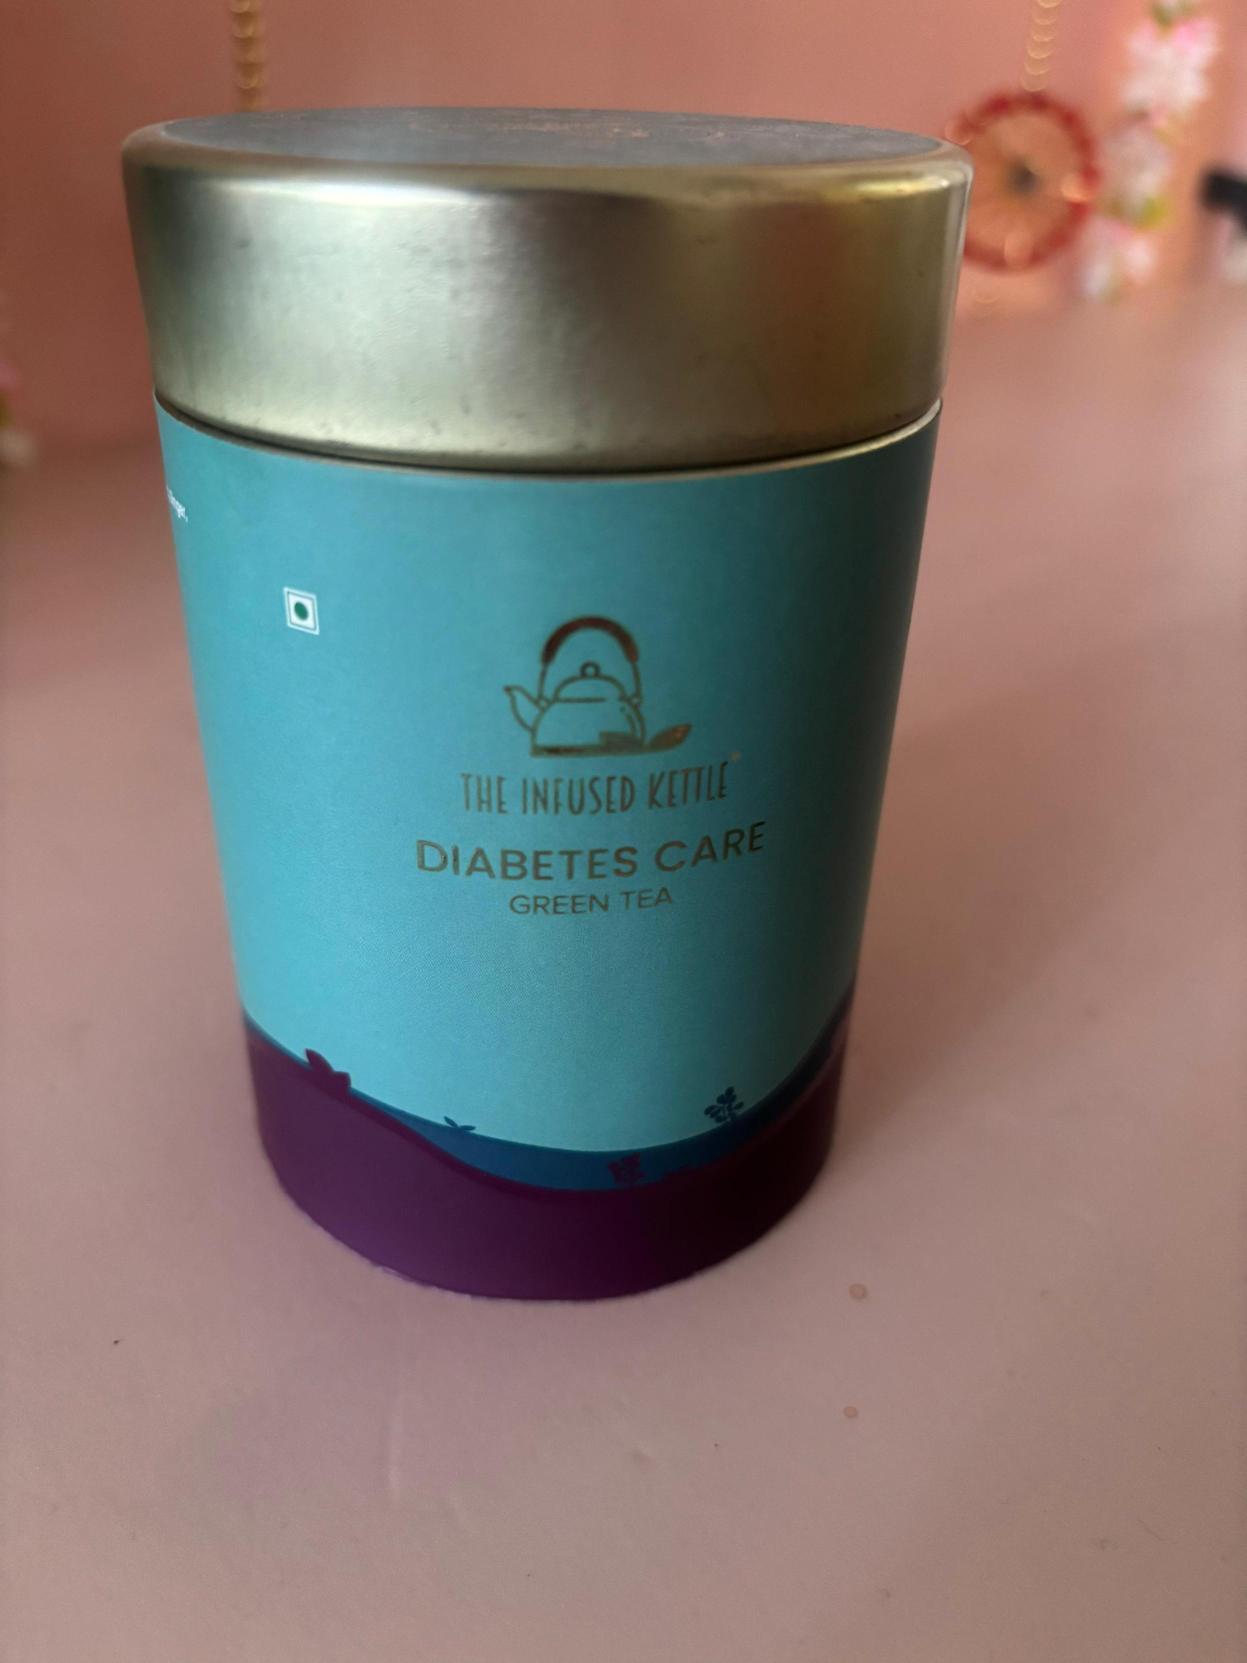 THE INFUSED KETTLE
DIABETES CARE
GREEN TEA